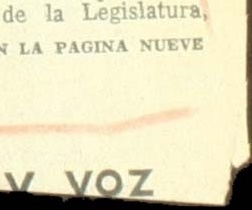 de la Legislatura,
N LA PAGINA NUEVE
Y VOZ